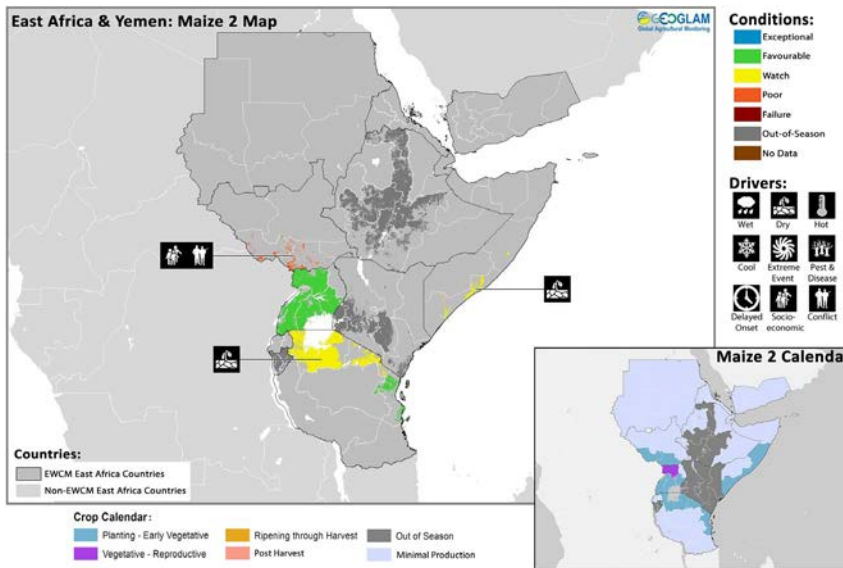 East Africa & Yemen: Maize 2 Map
GEOGLAM
Global Agricultural Monitoring
Conditions:
Exceptional
Favourable
Watch
Poor
Failure
Out-of-Season
No Data
Drivers:
Wet
Dry
Hot
Cool
Extreme
Event
Pest &
Disease
Delayed
Onset
Socio-
economic
Conflict
Countries:
EWCM East Africa Countries
Non-EWCM East Africa Countries
Maize 2 Calenda
Crop Calendar:
Planting - Early Vegetative
Vegetative - Reproductive
Ripening through Harvest
Post Harvest
Out of Season
Minimal Production